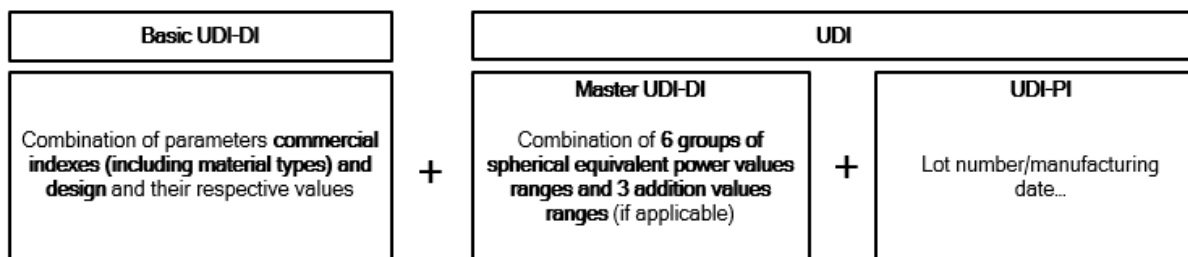 Basic UDI-DI
UDI
Combination of parameters commercial
indexes (including material types) and
design and their respective values
+
Master UDI-DI
Combination of 6 groups of
spherical equivalent power values
ranges and 3 addition values
ranges (if applicable)
+
UDI-PI
Lot number/manufacturing
date...